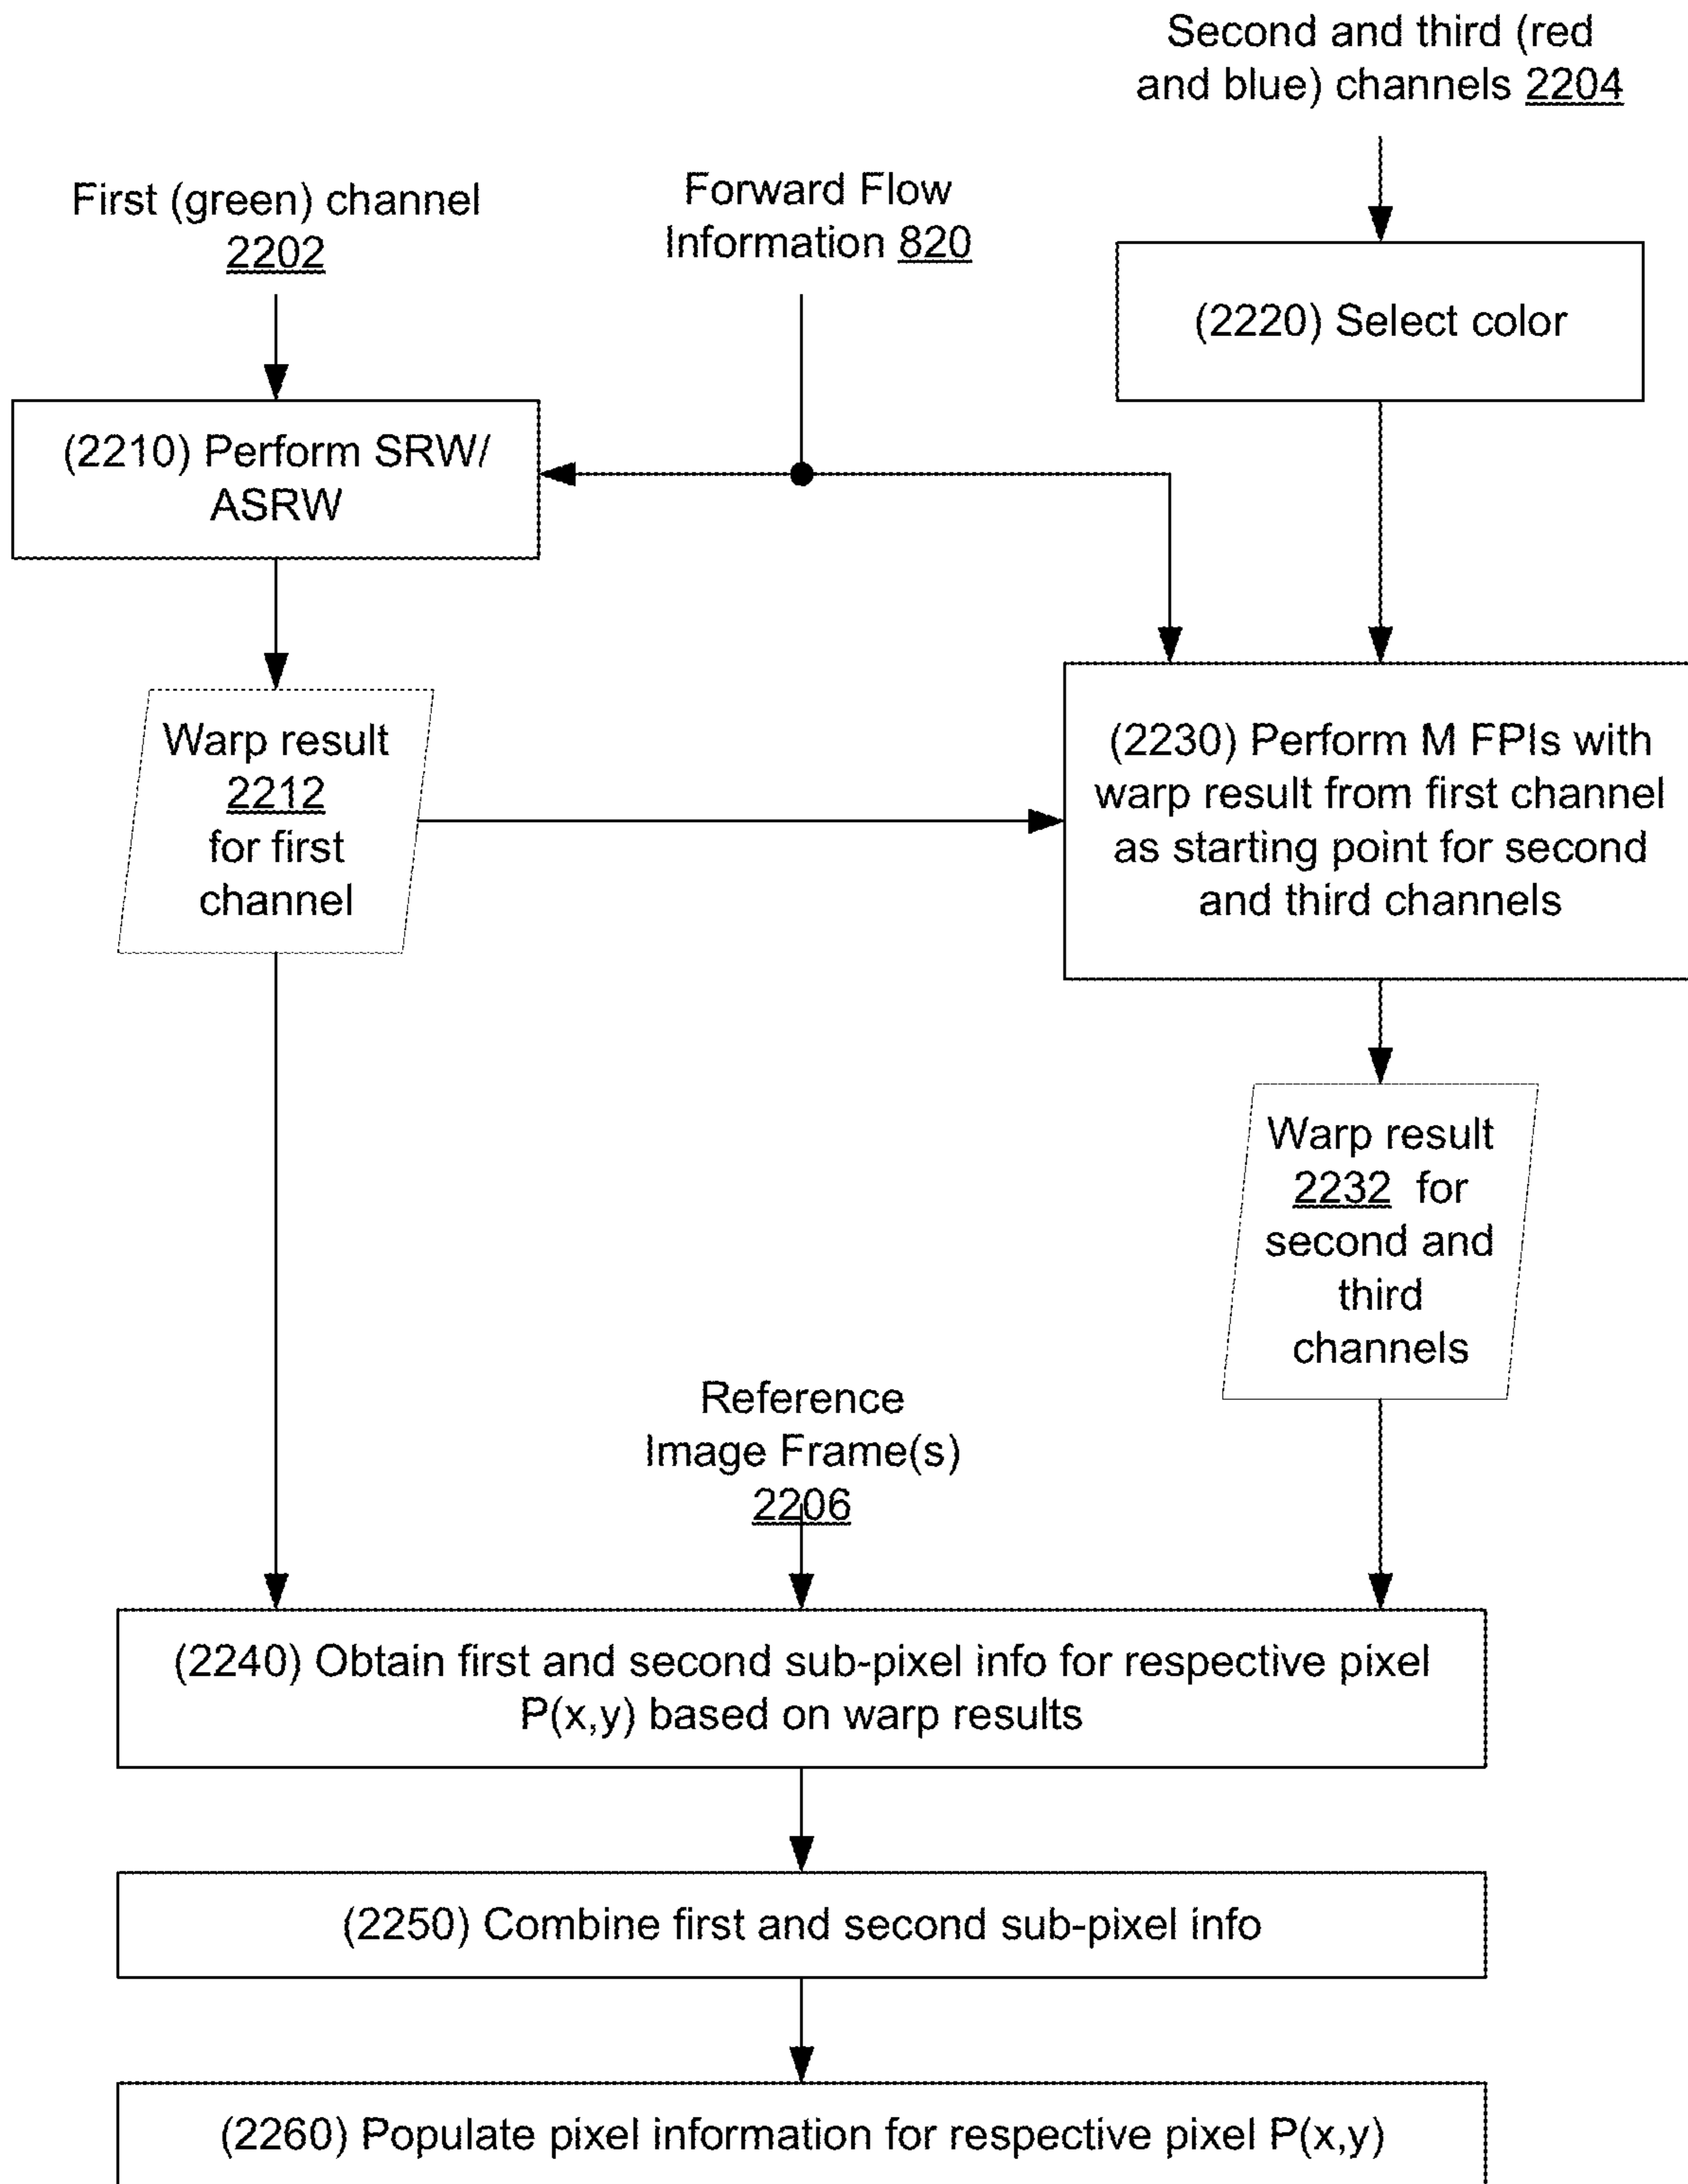 Second and third (red
and blue) channels 2204
First (green) channel
2202
Forward Flow
Information 820
(2220) Select color
(2210) Perform SRW/
ASRW
Warp result
2212
for first
channel
(2230) Perform M FPIs with
warp result from first channel
as starting point for second
and third channels
Warp result
2232 for
second and
third
channels
Reference
Image Frame(s)
2206
(2240) Obtain first and second sub-pixel info for respective pixel
P(x,y) based on warp results
(2250) Combine first and second sub-pixel info
(2260) Populate pixel information for respective pixel P(x,y)